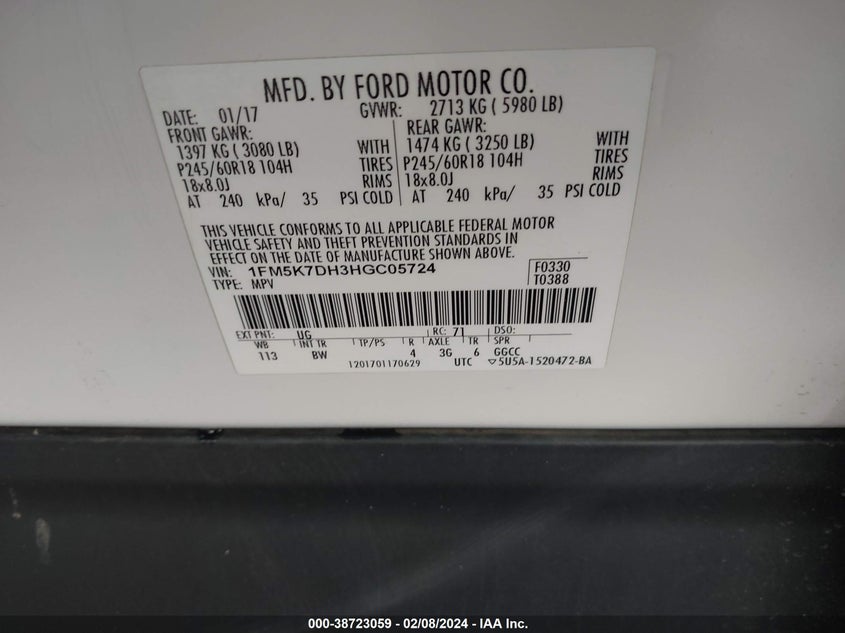 MFD. BY FORD MOTOR CO.
DATE: 01/17 GVWR: 2713 KG ( 5980 LB)
FRONT GAWR: REAR GAWR:
1397 KG ( 3080 LB) WITH 1474 KG ( 3250 LB) WITH
P245/60R18 104H TIRES P245/60R18 104H TIRES
18x8.0J RIMS 18x8.0J RIMS
AT 240 kPa/ 35 PSI COLD AT 240 kPa/ 35 PSI COLD
THIS VEHICLE CONFORMS TO ALL APPLICABLE FEDERAL MOTOR
VEHICLE SAFETY AND THEFT PREVENTION STANDARDS IN
EFFECT ON THE DATE OF MANUFACTURE SHOWN ABOVE.
VIN: 1FM5K7DH3HGC05724 F0330
TYPE: MPV T0388
EXT PNT: UG RC: 71 DSO:
WB INT TR TP/PS R AXLE TR SPR
113 BW 4 3G 6 GGCC
1201701170629 UTC ▽5U5A-1520472-BA
000-38723059 - 02/08/2024 - IAA Inc.